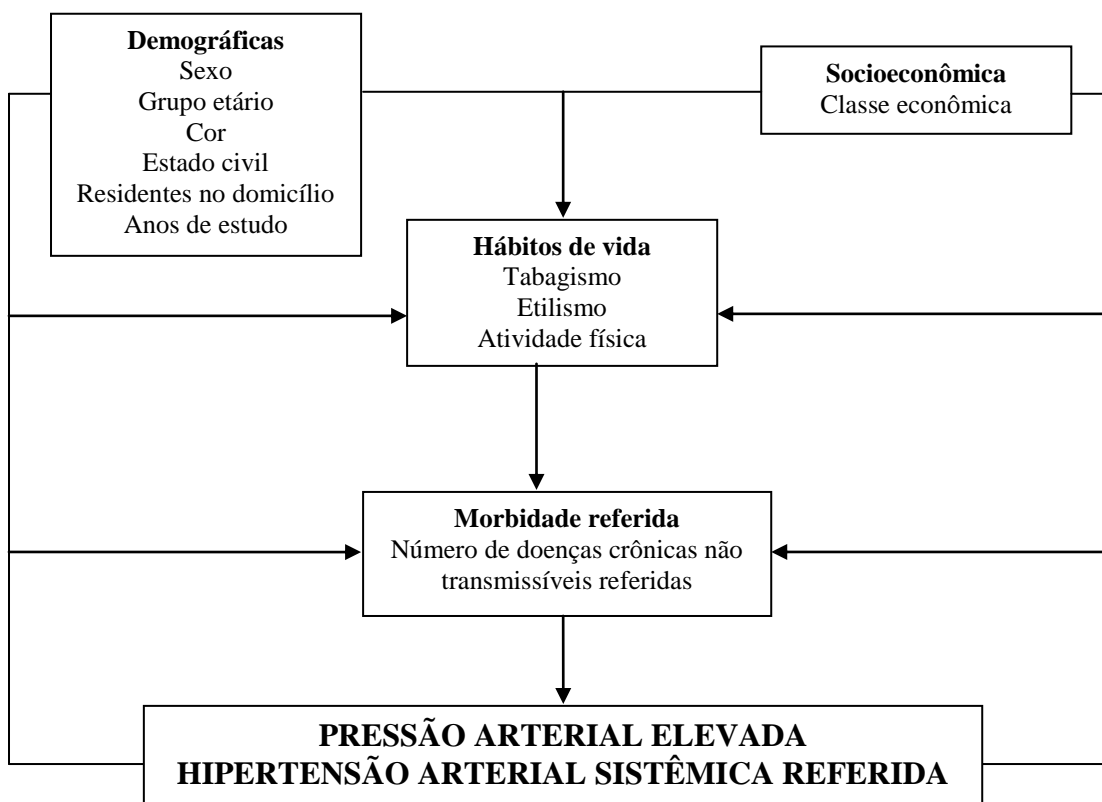 Demográficas
Sexo
Grupo etário
Cor
Estado civil
Residentes no domicílio
Anos de estudo
Socioeconômica
Classe econômica
Hábitos de vida
Tabagismo
Etilismo
Atividade física
Morbidade referida
Número de doenças crônicas não
transmissíveis referidas
PRESSÃO ARTERIAL ELEVADA
HIPERTENSÃO ARTERIAL SISTÊMICA REFERIDA